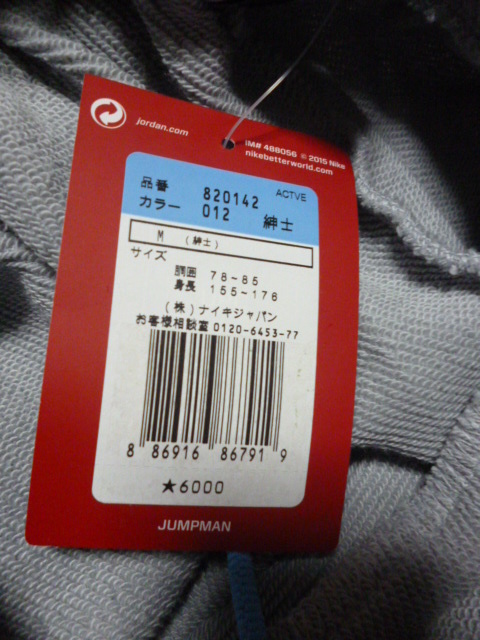 jordan.com
IM# 488056 © 2015 Nike
nikebetterworld.com
品番 820142 ACTVE
カラー 012 紳士
M (紳士)
サイズ
胴囲 78-85
身長 155-176
(株)ナイキジャパン
お客様相談室 0120-6453-77
8 86916 86791 9
★6000
JUMPMAN